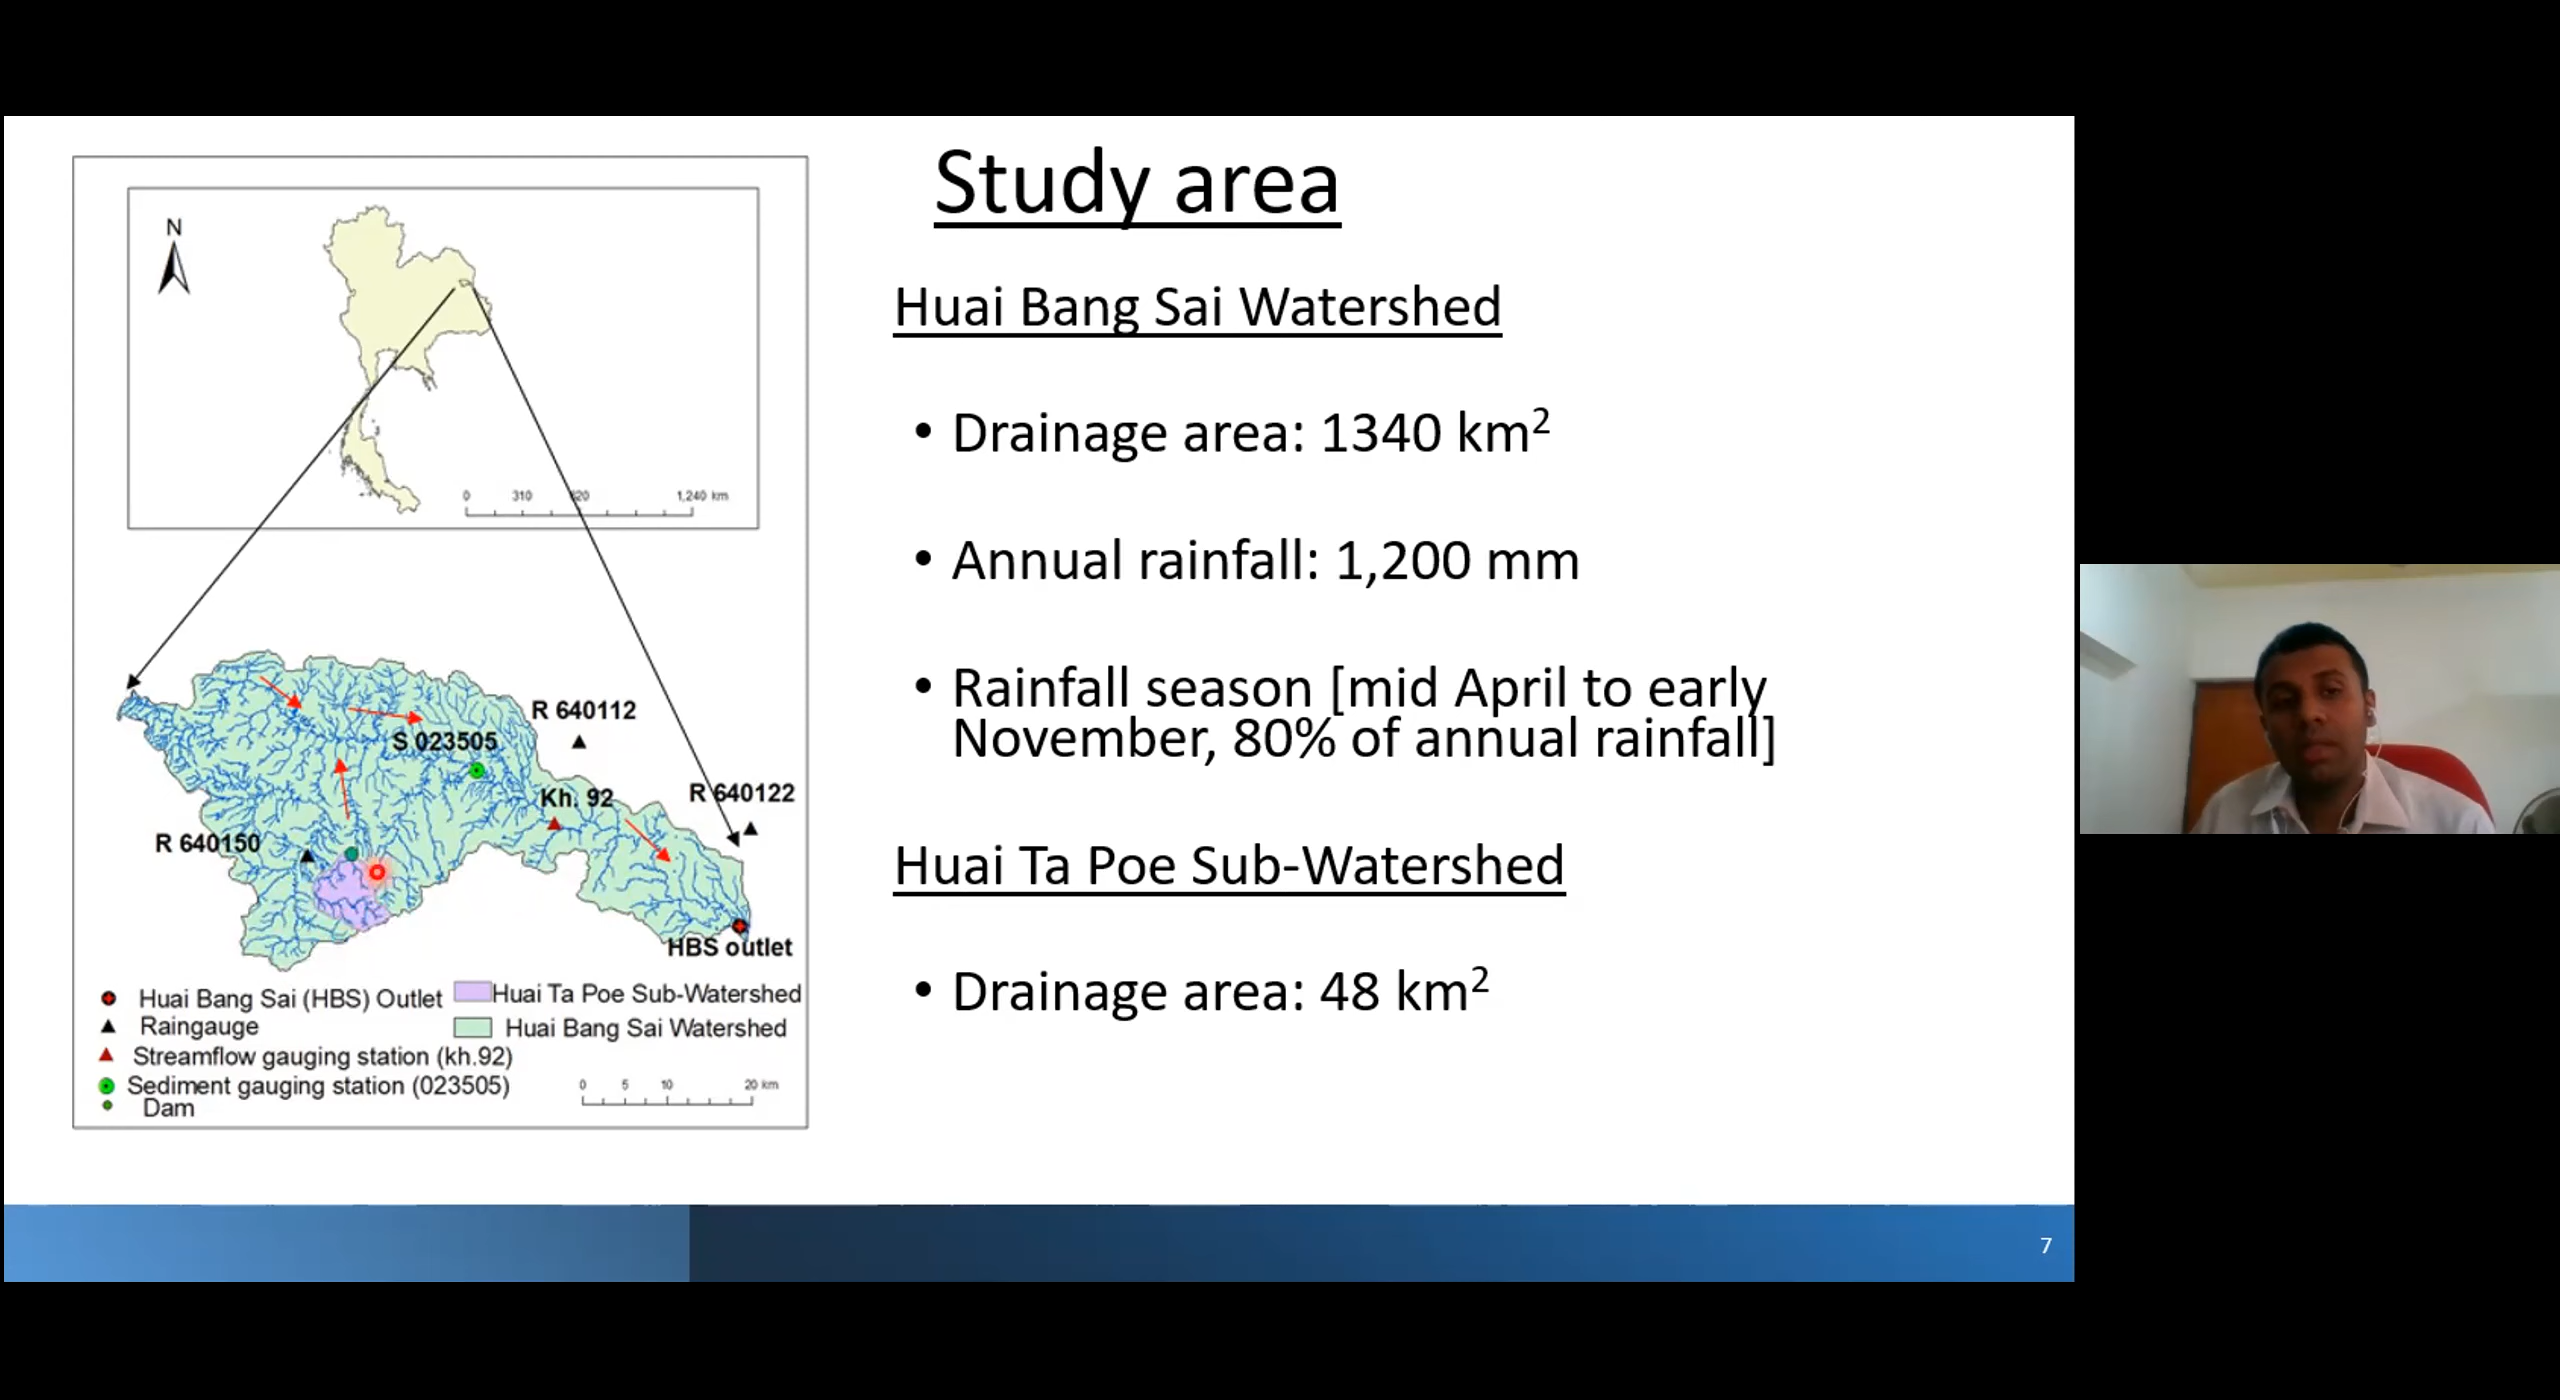 Study area
N
0 310 620 1,240 km
R 640112
S 023505
Kh. 92
R 640122
R 640150
HBS outlet
Huai Bang Sai (HBS) Outlet
Raingauge
Streamflow gauging station (kh.92)
Sediment gauging station (023505)
Dam
Huai Ta Poe Sub-Watershed
Huai Bang Sai Watershed
0 5 10 20 km
Huai Bang Sai Watershed
• Drainage area: 1340 km²
• Annual rainfall: 1,200 mm
• Rainfall season [mid April to early
November, 80% of annual rainfall]
Huai Ta Poe Sub-Watershed
• Drainage area: 48 km²
7